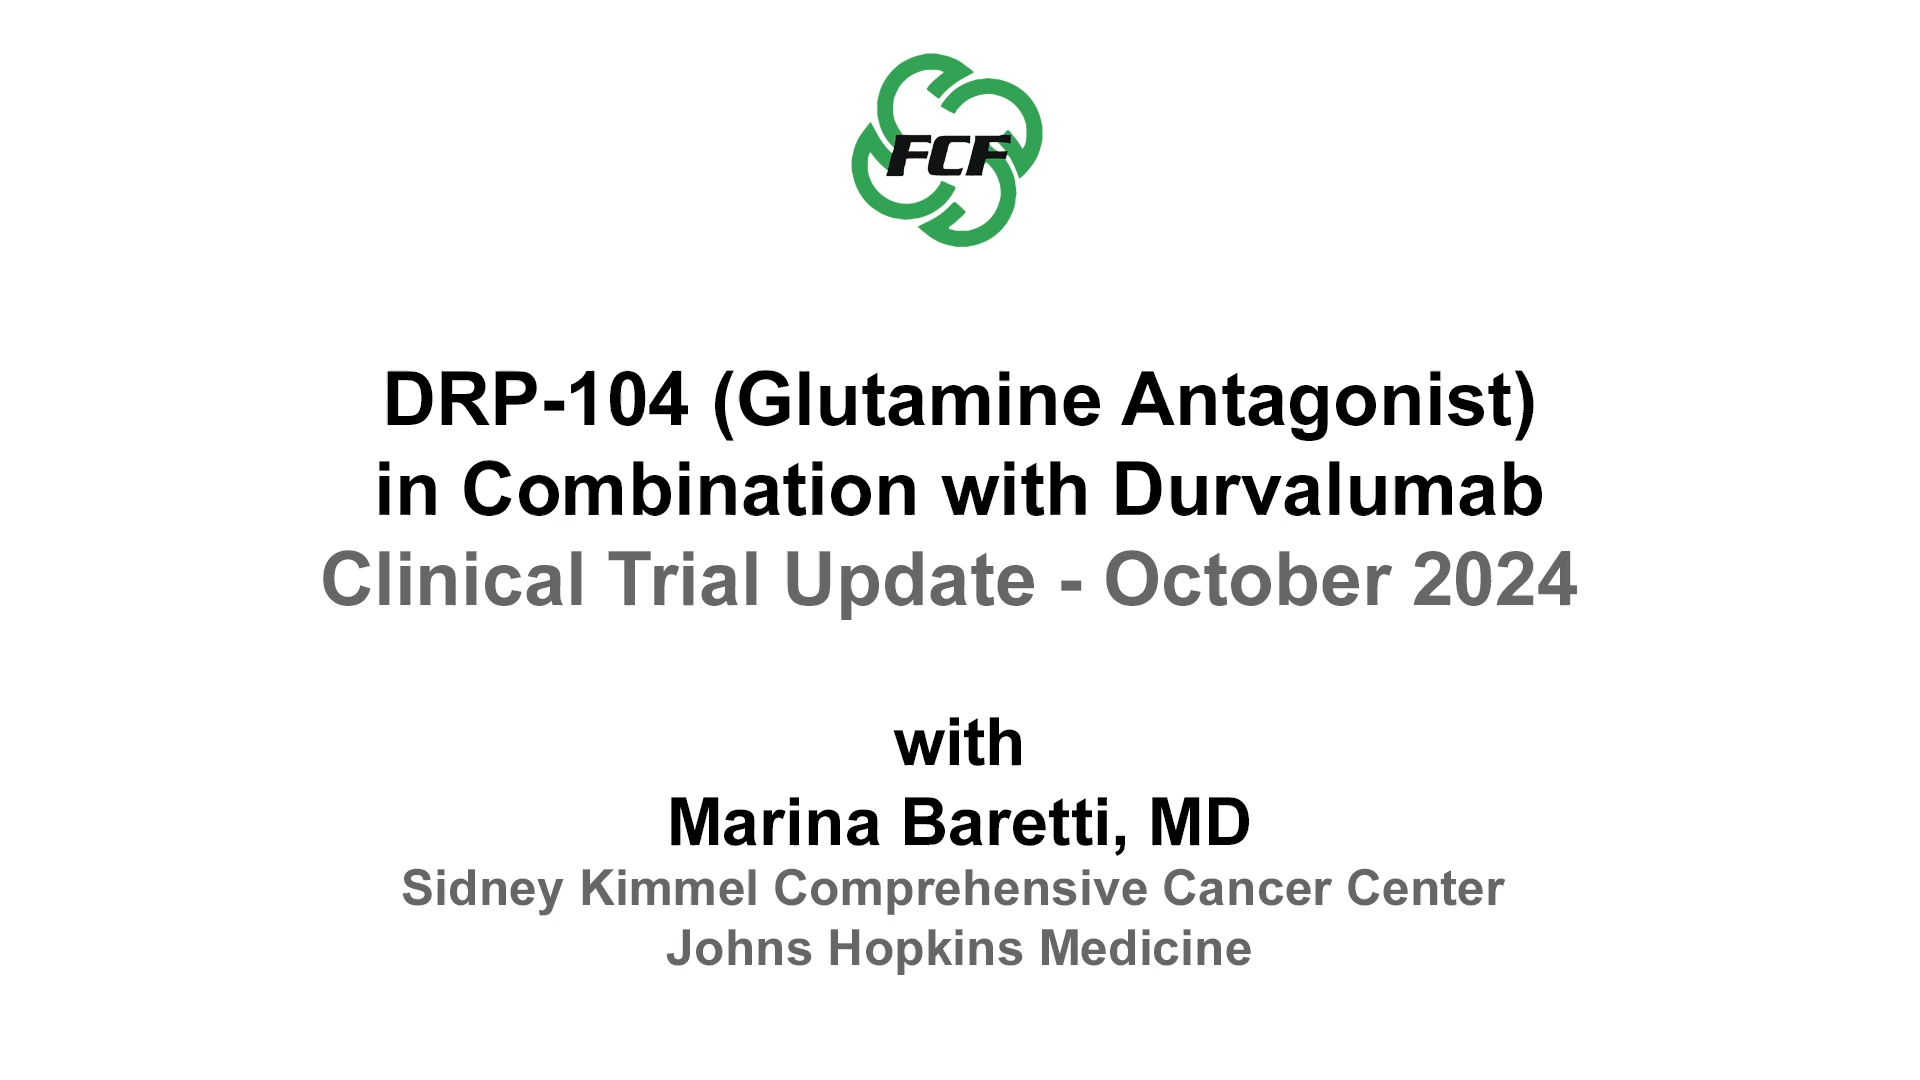 FCF
DRP-104 (Glutamine Antagonist)
in Combination with Durvalumab
Clinical Trial Update - October 2024
with
Marina Baretti, MD
Sidney Kimmel Comprehensive Cancer Center
Johns Hopkins Medicine